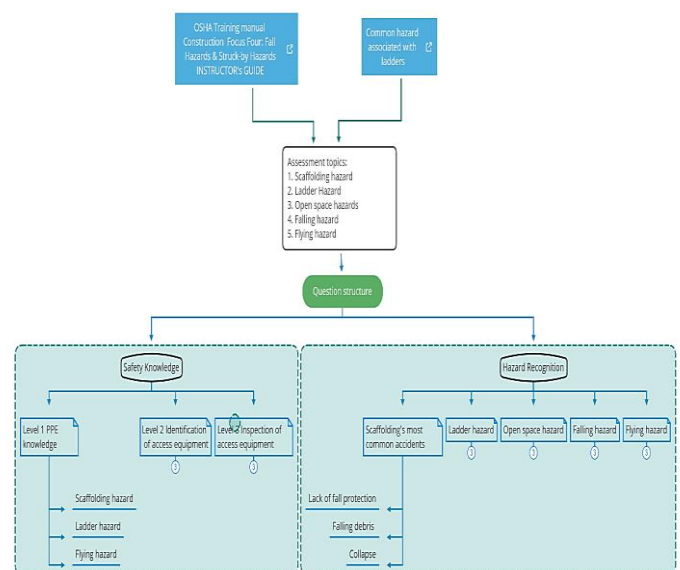 OSHA Training manual
Construction Focus Four: Fall
Hazards & Struck-by Hazards
INSTRUCTOR's GUIDE
Common hazard
associated with
ladders
Assessment topics:
1. Scaffolding hazard
2. Ladder Hazard
3. Open space hazards
4. Falling hazard
5. Flying hazard
Question structure
Safety Knowledge
Hazard Recognition
Level 1 PPE
knowledge
Level 2 Identification
of access equipment
Level Inspection of
access equipment
Scaffolding's most
common accidents
Ladder hazard
Open space hazard
Falling hazard
Flying hazard
3
3
3
3
3
3
Scaffolding hazard
Ladder hazard
Flying hazard
Lack of fall protection
Falling debris
Collapse